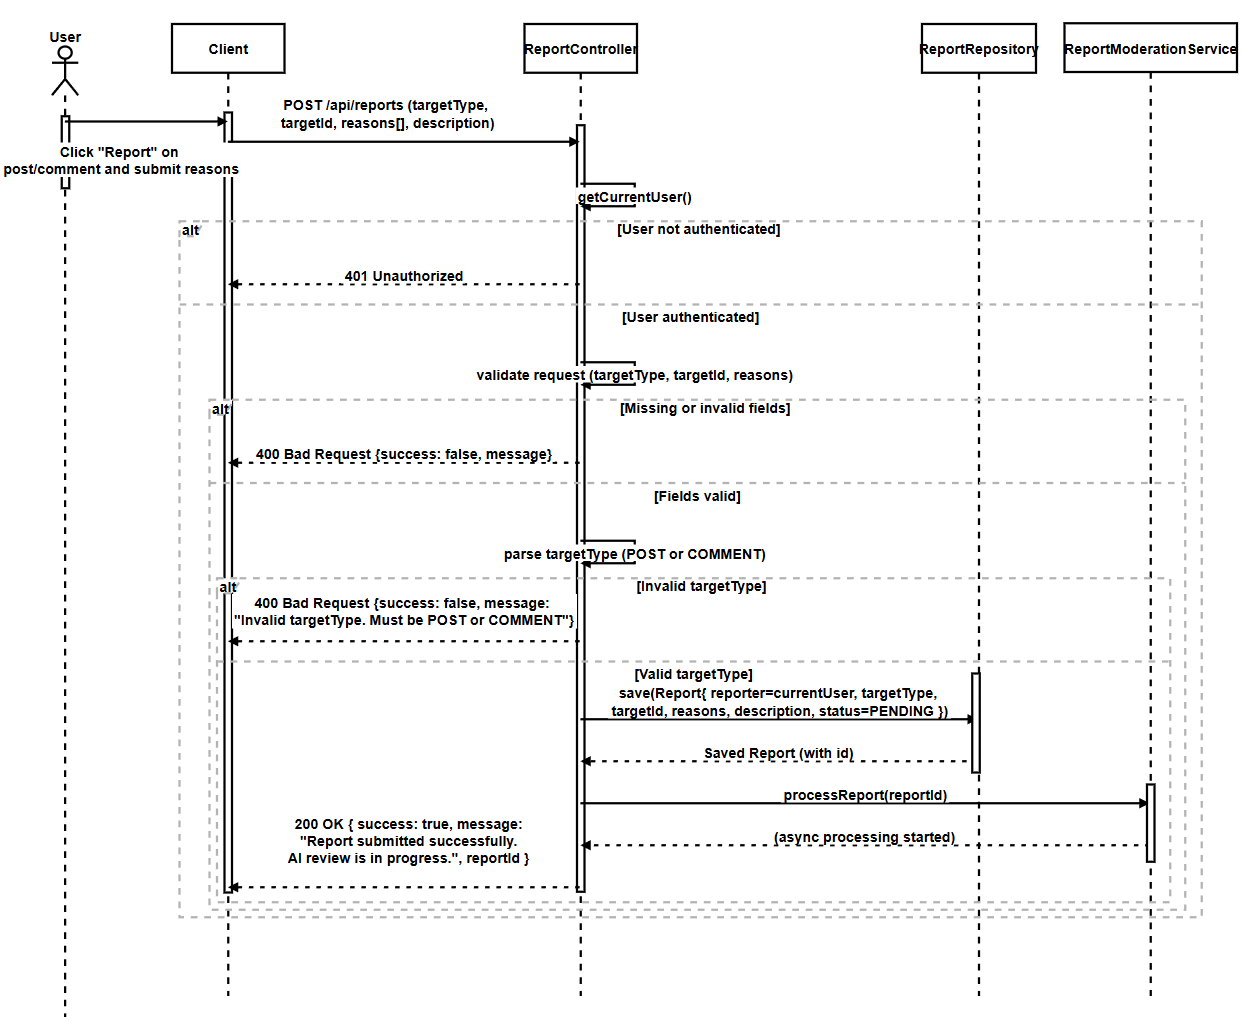 User
Client
ReportController
ReportRepository
ReportModerationService
POST /api/reports (targetType,
targetId, reasons[], description)
Click "Report" on
post/comment and submit reasons
getCurrentUser()
alt
[User not authenticated]
401 Unauthorized
[User authenticated]
validate request (targetType, targetId, reasons)
alt
[Missing or invalid fields]
400 Bad Request {success: false, message}
[Fields valid]
parse targetType (POST or COMMENT)
alt
[Invalid targetType]
400 Bad Request {success: false, message:
"Invalid targetType. Must be POST or COMMENT"}
[Valid targetType]
save(Report{ reporter=currentUser, targetType,
targetId, reasons, description, status=PENDING })
Saved Report (with id)
processReport(reportId)
200 OK { success: true, message:
"Report submitted successfully.
AI review is in progress.", reportId }
(async processing started)